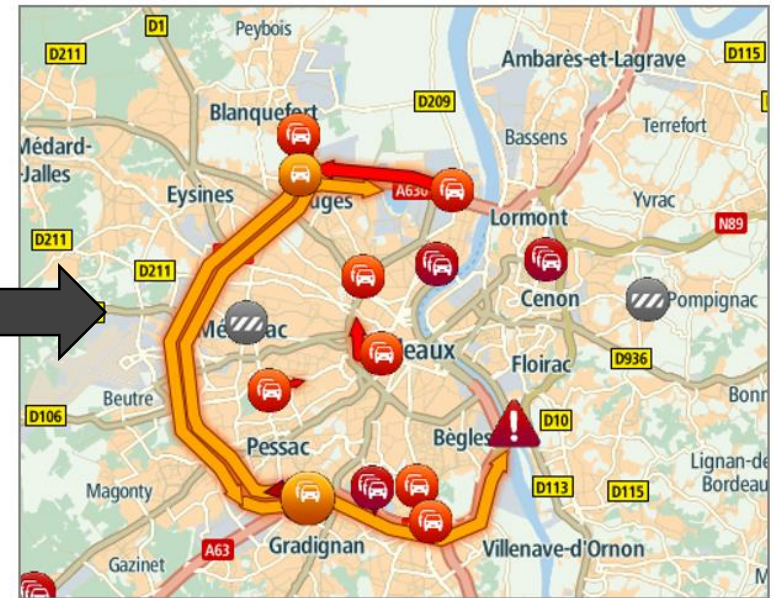 D1
Peybois
D211
D115
Ambarès-et-Lagrave
Blanquefort
D209
Terrefort
Bassens
Médard-
Jalles
Eysines
uges
A630
Yvrac
Lormont
N89
D211
D211
Cenon
Pompignac
Mé ac
eaux
Floirac
D936
Beutre
D106
Bègles
D10
Pessac
Lignan-de
Bordeau
Magonty
D113
D115
A63
Gradignan
Villenave-d'Ornon
Gazinet